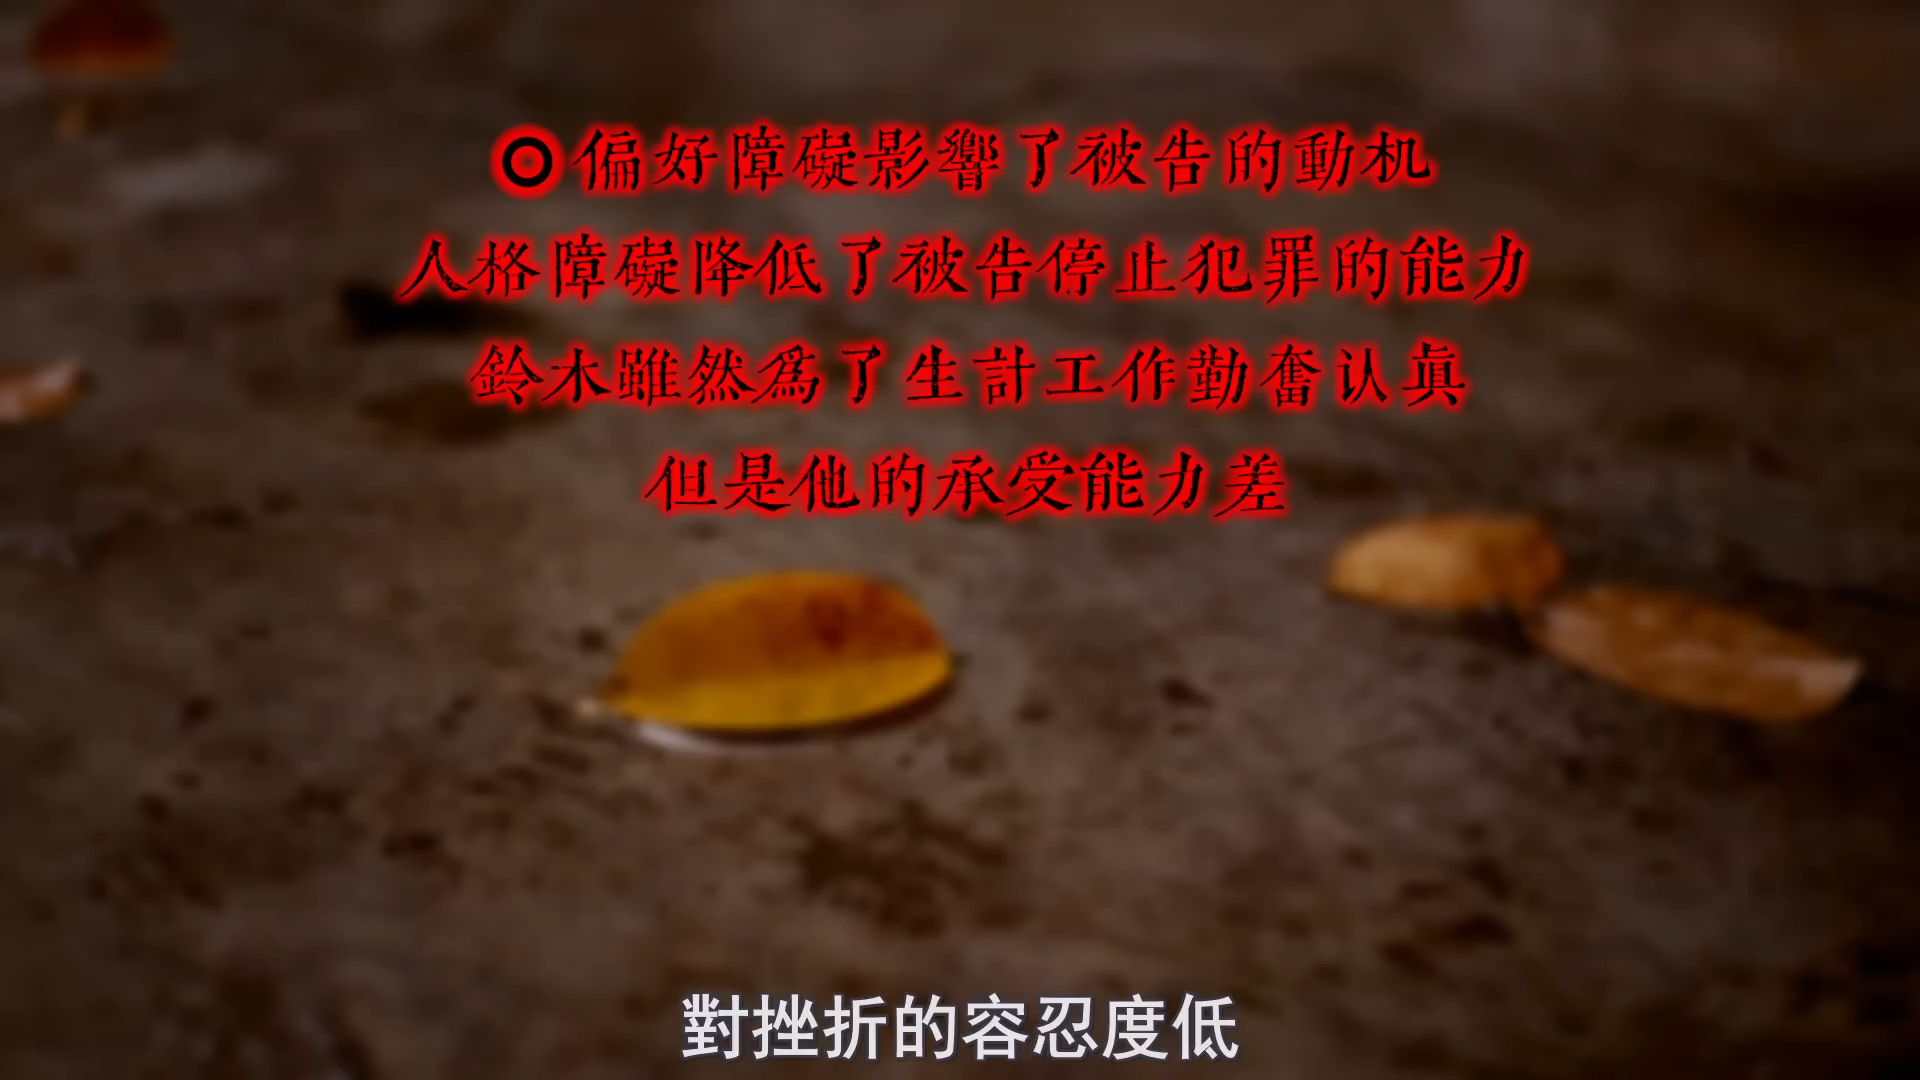 ⊙偏好障礙影響了被告的動机
人格障礙降低了被告停止犯罪的能力
鈴木雖然為了生計工作勤奮认真
但是他的承受能力差
對挫折的容忍度低